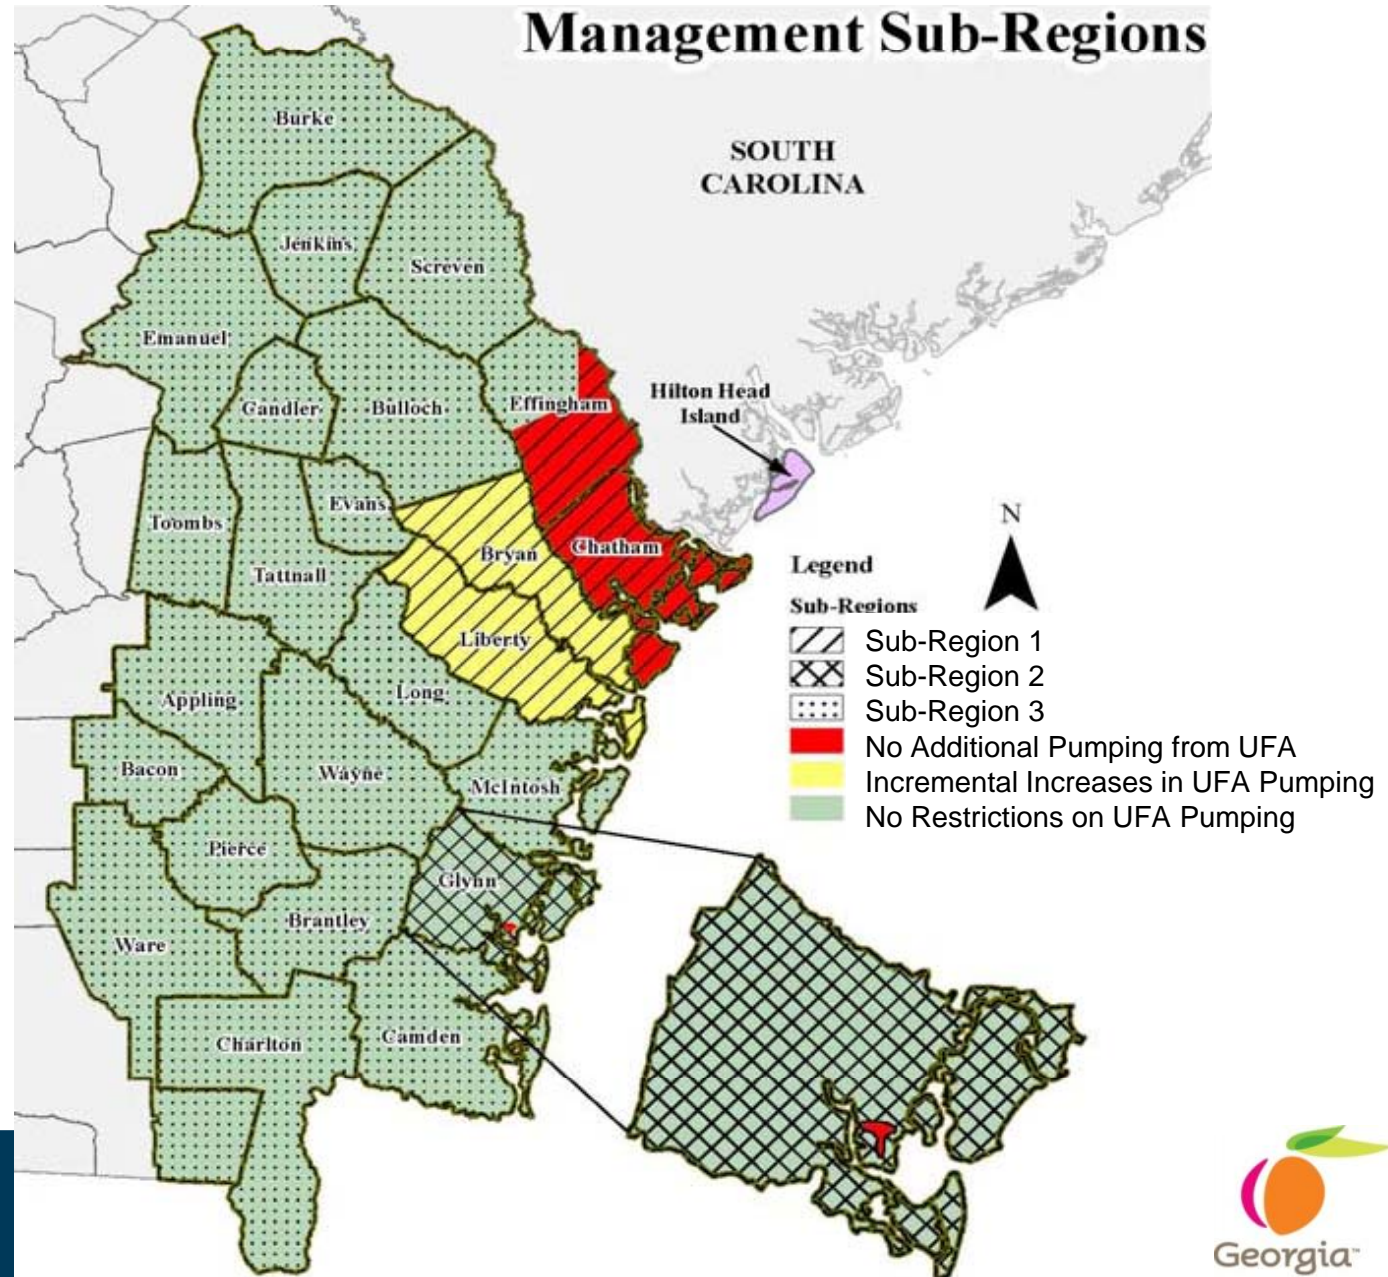 Management Sub-Regions
SOUTH
CAROLINA
Burke
Jenkins
Screven
Emanuel
Candler
Bulloch
Effingham
Hilton Head
Island
Toombs
Evans
Tattnall
Bryan
Chatham
Liberty
Appling
Long
Bacon
Wayne
McIntosh
Pierce
Glynn
Brantley
Ware
Charlton
Camden
N
Legend
Sub-Regions
Sub-Region 1
Sub-Region 2
Sub-Region 3
No Additional Pumping from UFA
Incremental Increases in UFA Pumping
No Restrictions on UFA Pumping
Georgia™